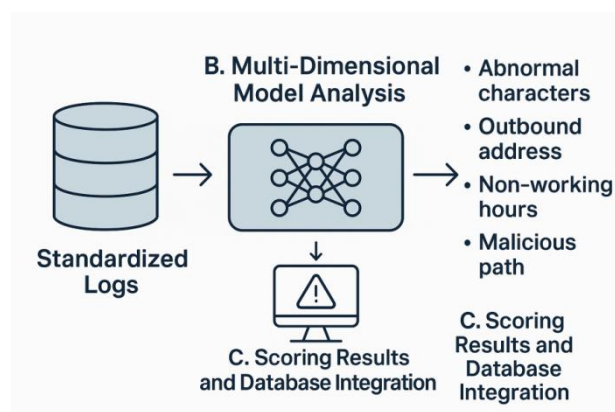 B. Multi-Dimensional
Model Analysis
• Abnormal
characters
• Outbound
address
• Non-working
hours
• Malicious
path
Standardized
Logs
C. Scoring Results
and Database Integration
C. Scoring
Results and
Database
Integration